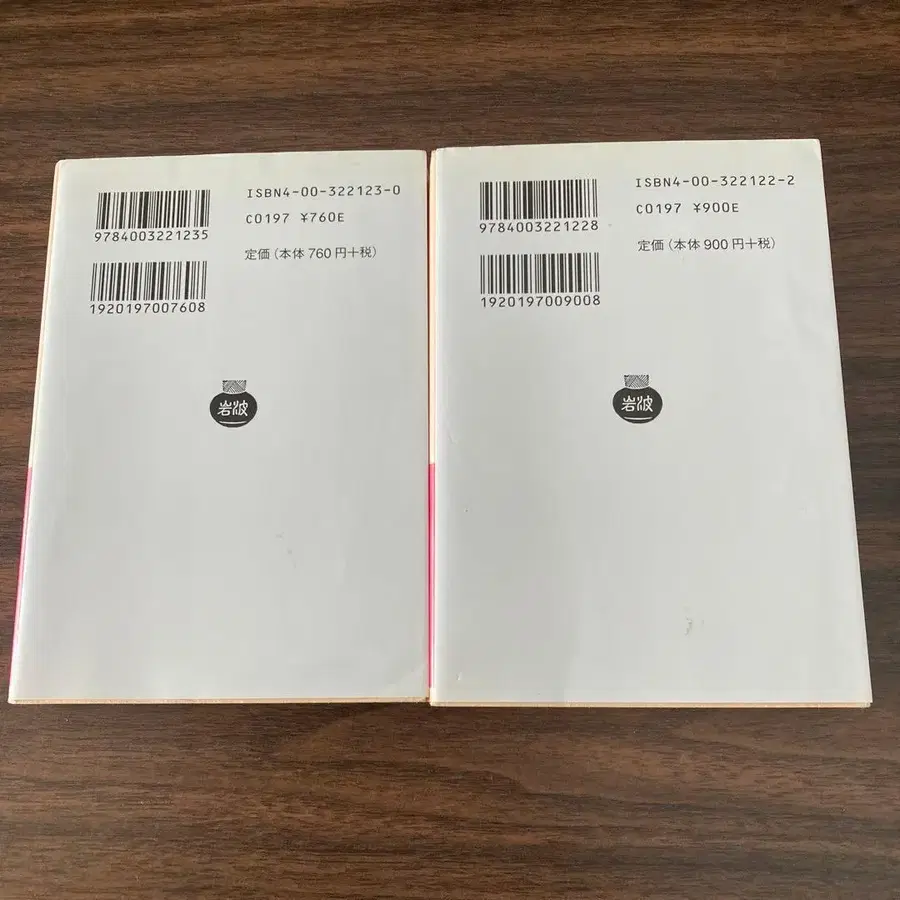 ISBN4-00-322123-0
C0197 ¥760E
9784003221235
定価(本体 760円+税)
1920197007608
岩波
ISBN4-00-322122-2
C0197 ¥900E
9784003221228
定価(本体 900円+税)
1920197009008
岩波